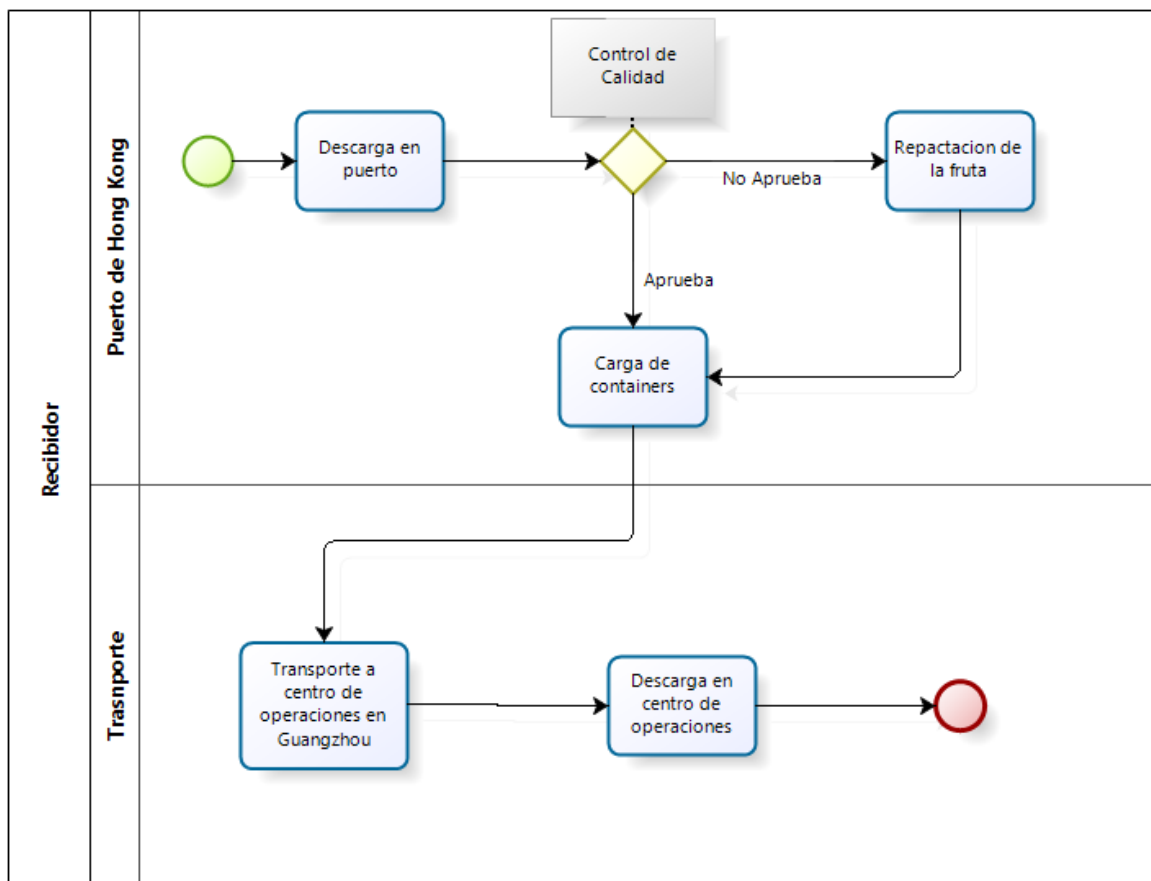 Recibidor
Puerto de Hong Kong
Control de
Calidad
Descarga en
puerto
No Aprueba
Repactacion de
la fruta
Aprueba
Carga de
containers
Trasnporte
Transporte a
centro de
operaciones en
Guangzhou
Descarga en
centro de
operaciones